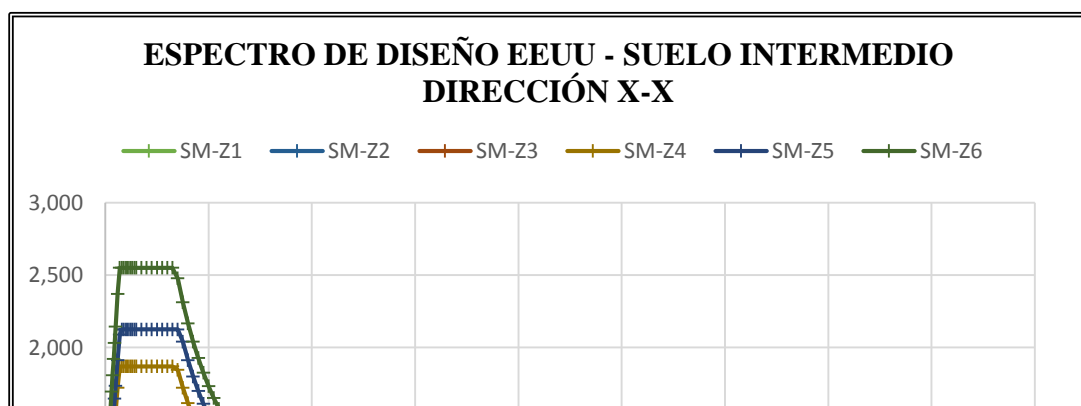 ESPECTRO DE DISEÑO EEUU - SUELO INTERMEDIO
DIRECCIÓN X-X
SM-Z1 SM-Z2 SM-Z3 SM-Z4 SM-Z5 SM-Z6
3,000
2,500
2,000